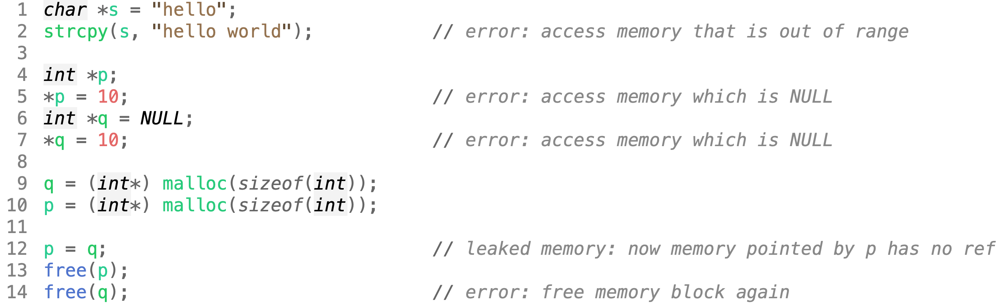 1 char *s = "hello";
2 strcpy(s, "hello world");           // error: access memory that is out of range
3
4 int *p;
5 *p = 10;                            // error: access memory which is NULL
6 int *q = NULL;
7 *q = 10;                            // error: access memory which is NULL
8
9 q = (int*) malloc(sizeof(int));
10 p = (int*) malloc(sizeof(int));
11
12 p = q;                              // leaked memory: now memory pointed by p has no ref
13 free(p);
14 free(q);                            // error: free memory block again